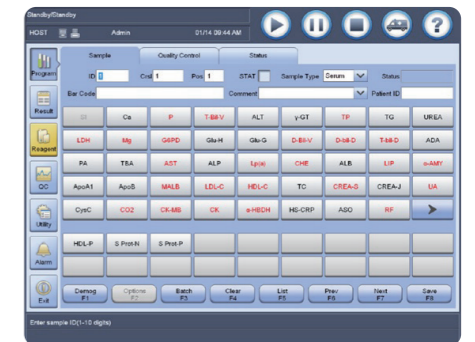 Standby/Standby
HOST Admin 01/14 09:44 AM
Sample Quality Control Status
Program
ID Crsl 1 Pos 1 STAT Sample Type Serum Status
Bar Code Comment Patient ID
Result
Ca P T-Bil-V ALT γ-GT TP TG UREA
Reagent
LDH Mg G6PD Glu-H Glu-G D-Bil-V D-bil-D T-bil-D ADA
PA TBA AST ALP Lp(a) CHE ALB LIP α-AMY
QC
ApoA1 ApoB MALB LDL-C HDL-C TC CREA-S CREA-J UA
Utility
CysC CO2 CK-MB CK α-HBDH HS-CRP ASO RF
Alarm
HDL-P S Prot-N S Prot-P
Exit
Demog Options Batch Clear List Prev Next Save
F1 F2 F3 F4 F5 F6 F7 F8
Enter sample ID(1-10 digits)